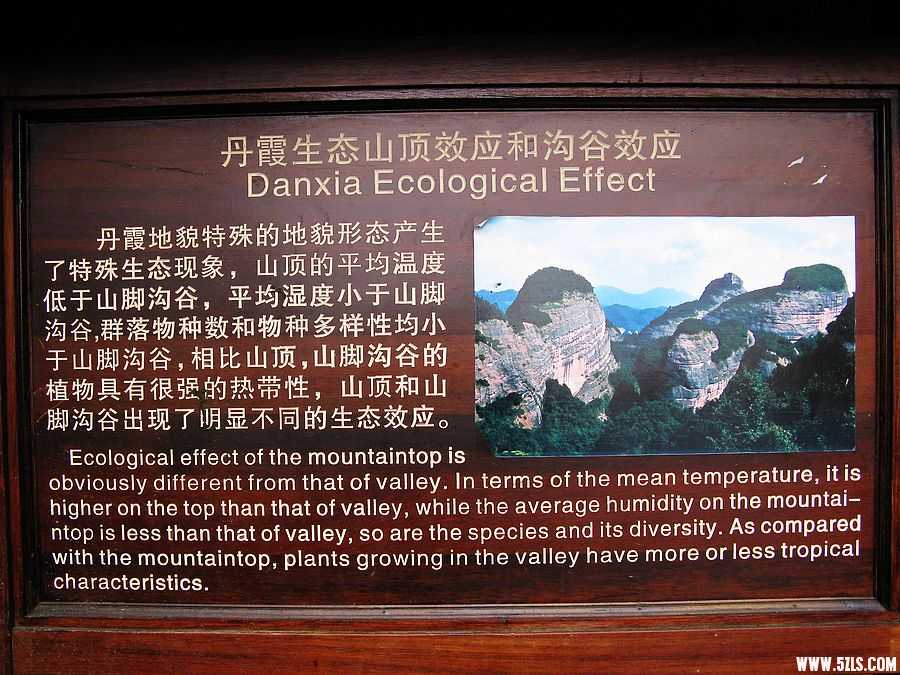 丹霞生态山顶效应和沟谷效应
Danxia Ecological Effect
丹霞地貌特殊的地貌形态产生
了特殊生态现象，山顶的平均温度
低于山脚沟谷，平均湿度小于山脚
沟谷,群落物种数和物种多样性均小
于山脚沟谷，相比山顶，山脚沟谷的
植物具有很强的热带性，山顶和山
脚沟谷出现了明显不同的生态效应。
Ecological effect of the mountaintop is
obviously different from that of valley. In terms of the mean temperature, it is
higher on the top than that of valley, while the average humidity on the mountai-
ntop is less than that of valley, so are the species and its diversity. As compared
with the mountaintop, plants growing in the valley have more or less tropical
characteristics.
WWW.5ZLS.COM